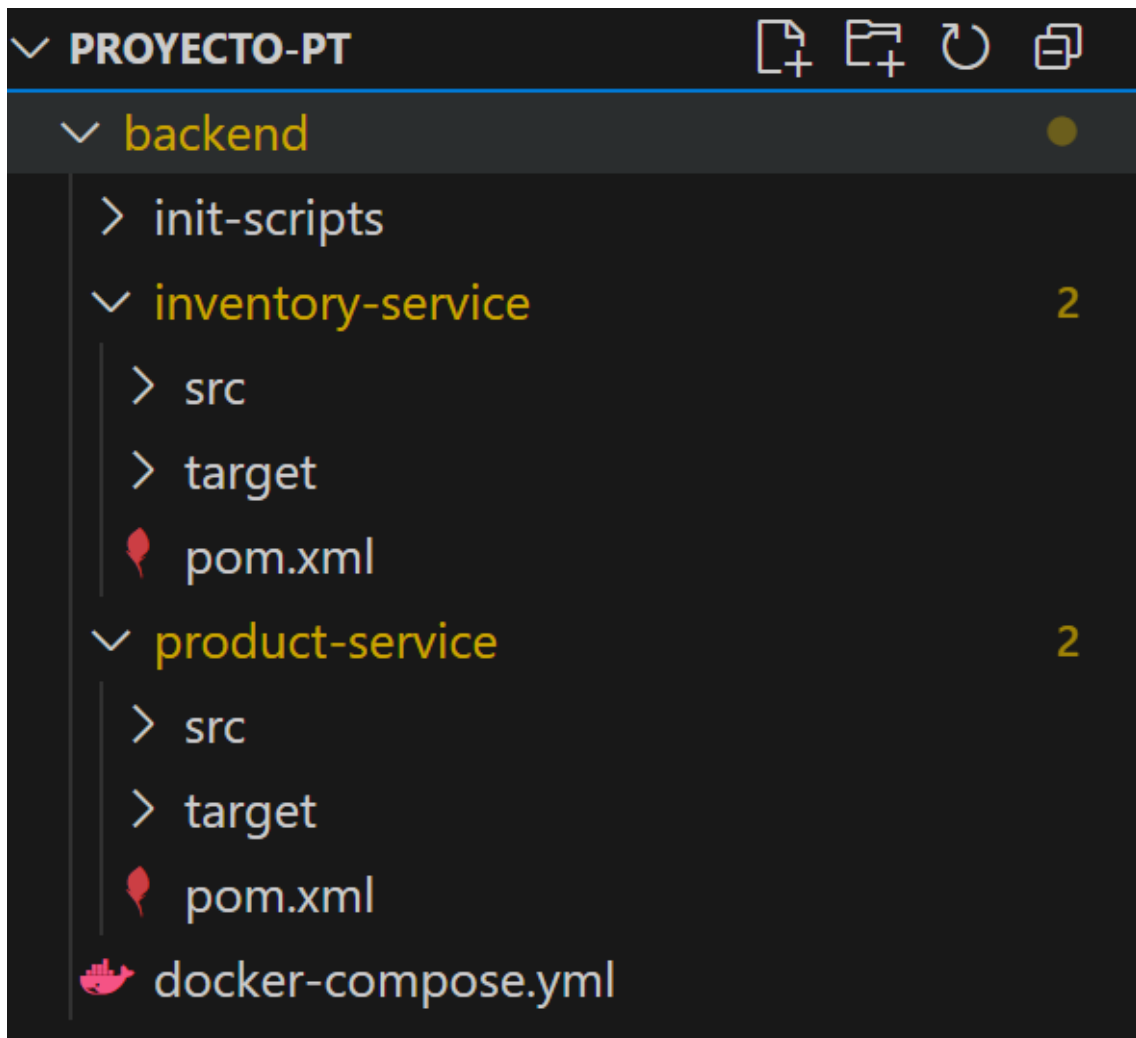 PROYECTO-PT
backend
init-scripts
inventory-service 2
src
target
pom.xml
product-service 2
src
target
pom.xml
docker-compose.yml